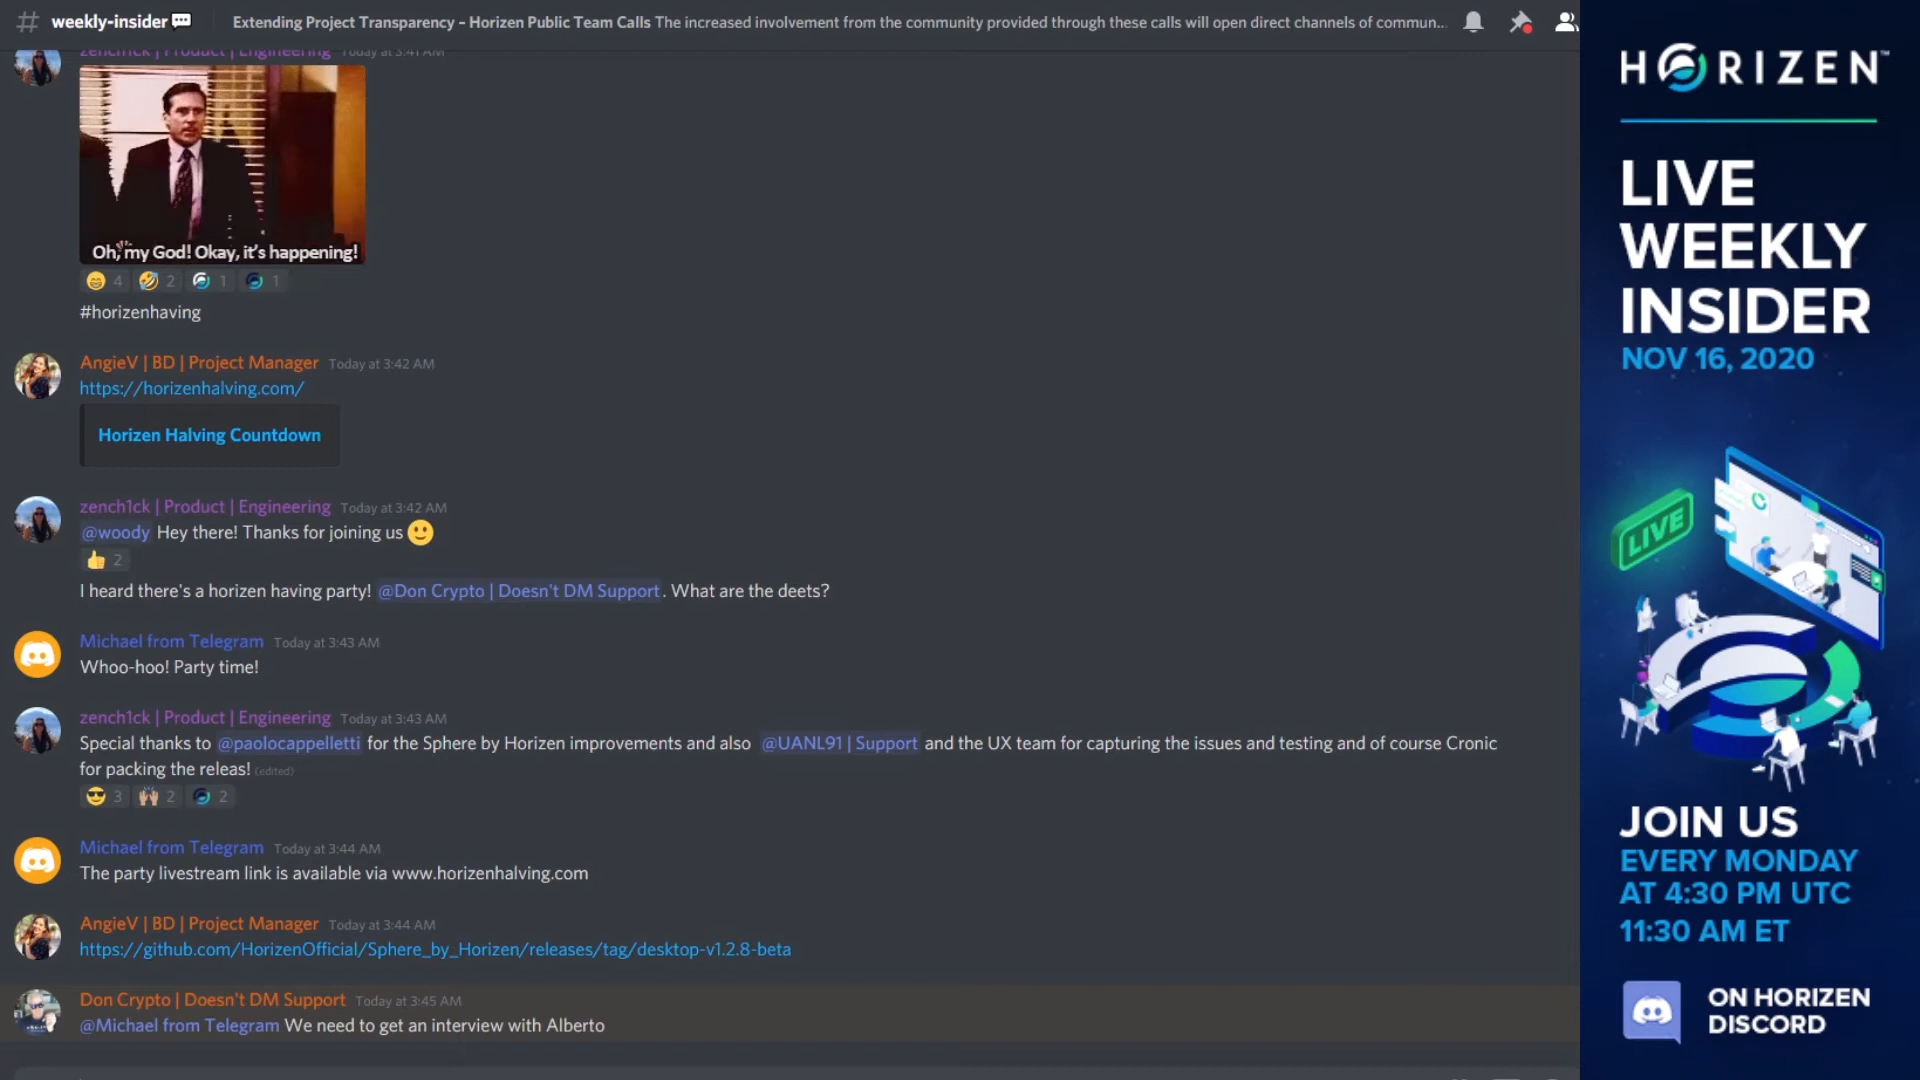 # weekly-insider
Extending Project Transparency – Horizen Public Team Calls The increased involvement from the community provided through these calls will open direct channels of commun...
zench1ck | Product | Engineering Today at 3:41 AM
Oh, my God! Okay, it's happening!
4 2 1 1
#horizenhaving
AngieV | BD | Project Manager Today at 3:42 AM
https://horizenhalving.com/
Horizen Halving Countdown
zench1ck | Product | Engineering Today at 3:42 AM
@woody Hey there! Thanks for joining us
2
I heard there's a horizen having party! @Don Crypto | Doesn't DM Support. What are the deets?
Michael from Telegram Today at 3:43 AM
Whoo-hoo! Party time!
zench1ck | Product | Engineering Today at 3:43 AM
Special thanks to @paolocappelletti for the Sphere by Horizen improvements and also @UANL91 | Support and the UX team for capturing the issues and testing and of course Cronic
for packing the releas! (edited)
3 2 2
Michael from Telegram Today at 3:44 AM
The party livestream link is available via www.horizenhalving.com
AngieV | BD | Project Manager Today at 3:44 AM
https://github.com/HorizenOfficial/Sphere_by_Horizen/releases/tag/desktop-v1.2.8-beta
Don Crypto | Doesn't DM Support Today at 3:45 AM
@Michael from Telegram We need to get an interview with Alberto
HORIZEN™
LIVE
WEEKLY
INSIDER
NOV 16, 2020
LIVE
JOIN US
EVERY MONDAY
AT 4:30 PM UTC
11:30 AM ET
ON HORIZEN
DISCORD